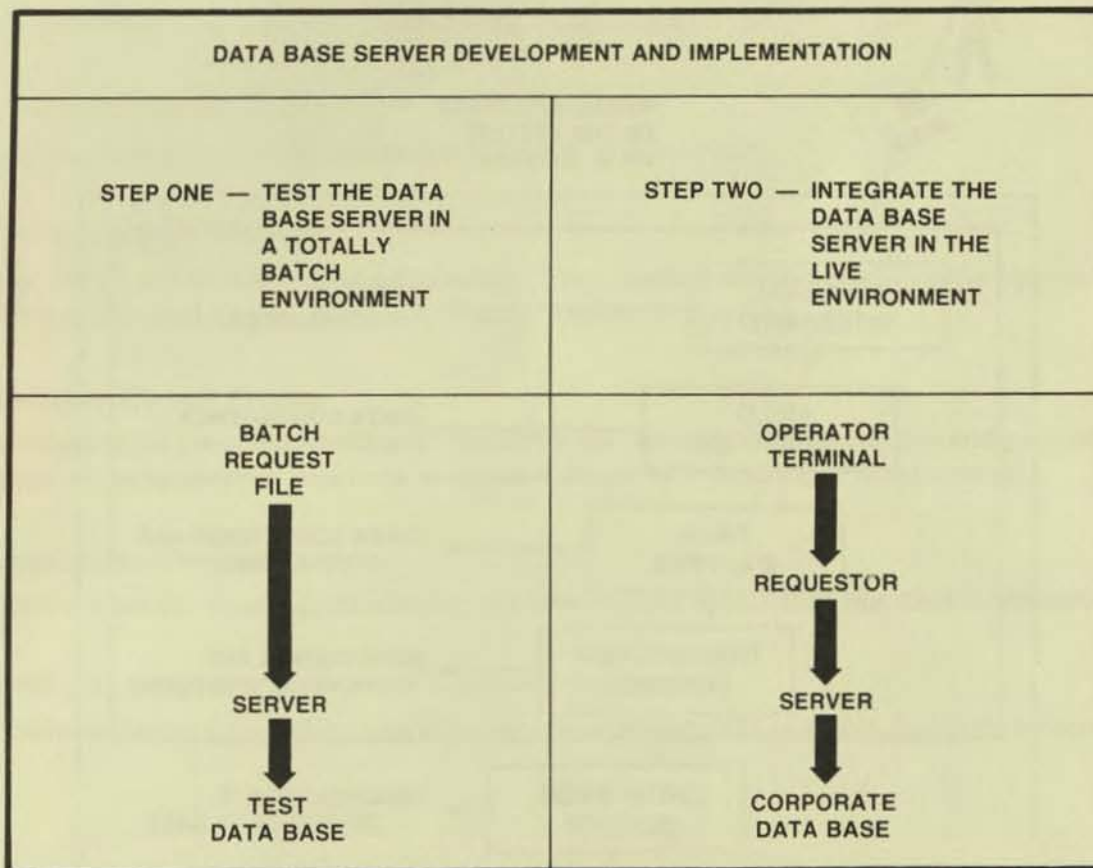 DATA BASE SERVER DEVELOPMENT AND IMPLEMENTATION
STEP ONE — TEST THE DATA
BASE SERVER IN
A TOTALLY
BATCH
ENVIRONMENT
STEP TWO — INTEGRATE THE
DATA BASE
SERVER IN THE
LIVE
ENVIRONMENT
BATCH
REQUEST
FILE
SERVER
TEST
DATA BASE
OPERATOR
TERMINAL
REQUESTOR
SERVER
CORPORATE
DATA BASE